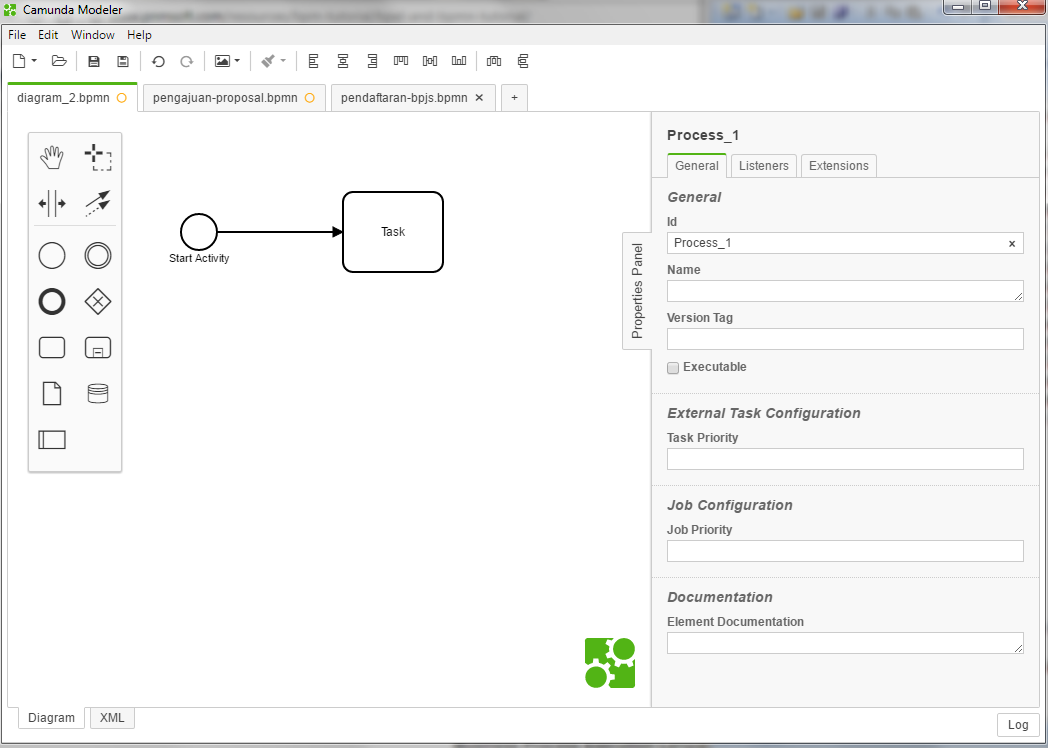 Camunda Modeler
File Edit Window Help
diagram_2.bpmn pengajuan-proposal.bpmn pendaftaran-bpjs.bpmn × +
Process_1
General Listeners Extensions
General
Id
Process_1 ×
Name
Version Tag
Executable
External Task Configuration
Task Priority
Job Configuration
Job Priority
Documentation
Element Documentation
Properties Panel
Task
Start Activity
Diagram XML
Log